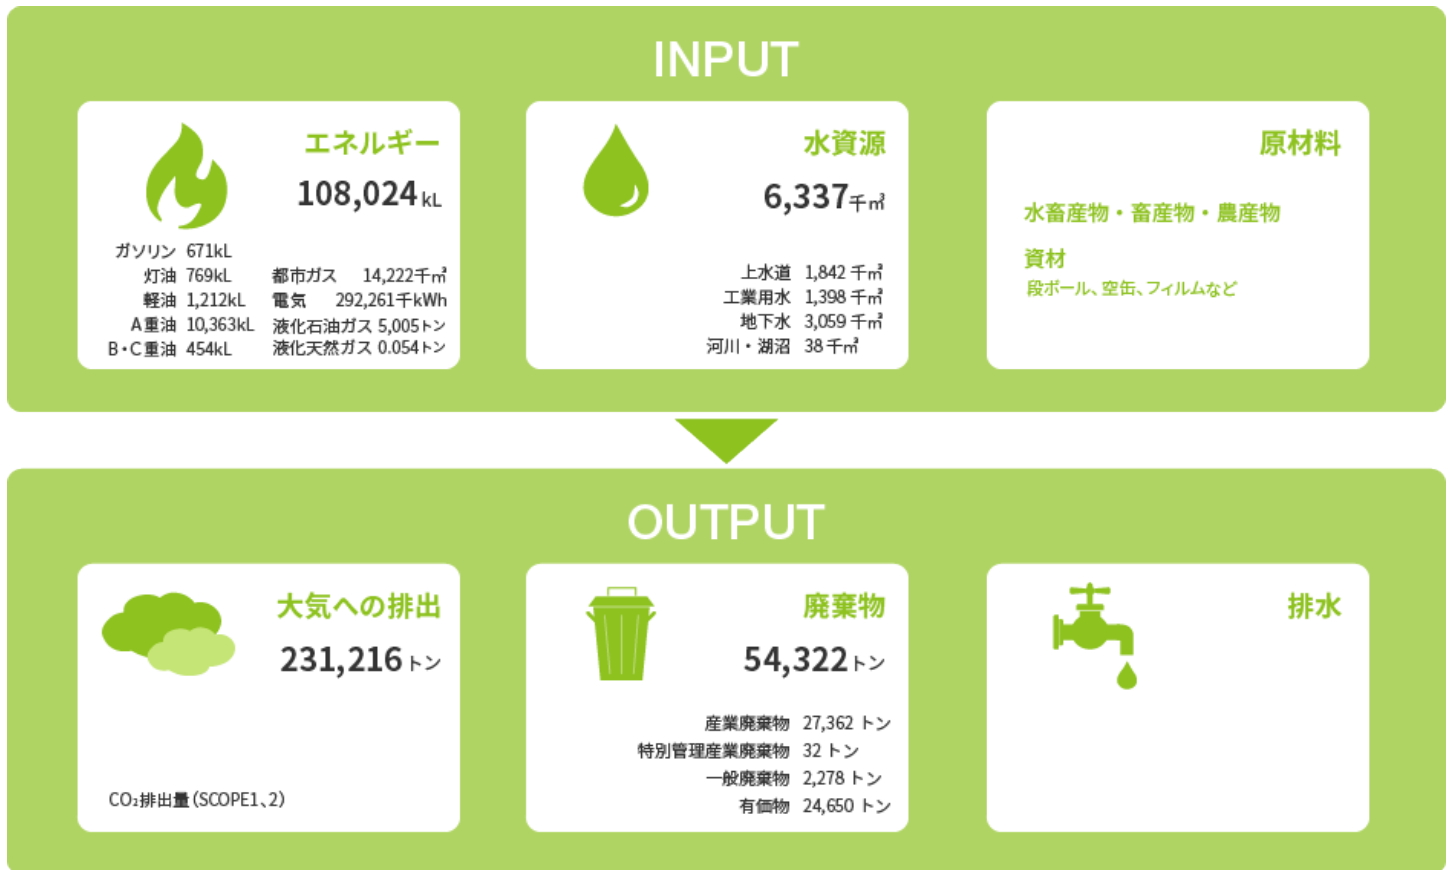 INPUT
エネルギー
108,024 kL
ガソリン 671kL
灯油 769kL
軽油 1,212kL
A重油 10,363kL
B・C重油 454kL
都市ガス 14,222千㎥
電気 292,261千kWh
液化石油ガス 5,005トン
液化天然ガス 0.054トン
水資源
6,337千㎥
上水道 1,842 千㎥
工業用水 1,398 千㎥
地下水 3,059 千㎥
河川・湖沼 38 千㎥
原材料
水畜産物・畜産物・農産物
資材
段ボール、空缶、フィルムなど
OUTPUT
大気への排出
231,216 トン
CO₂排出量（SCOPE1、2）
廃棄物
54,322 トン
産業廃棄物 27,362 トン
特別管理産業廃棄物 32 トン
一般廃棄物 2,278 トン
有価物 24,650 トン
排水